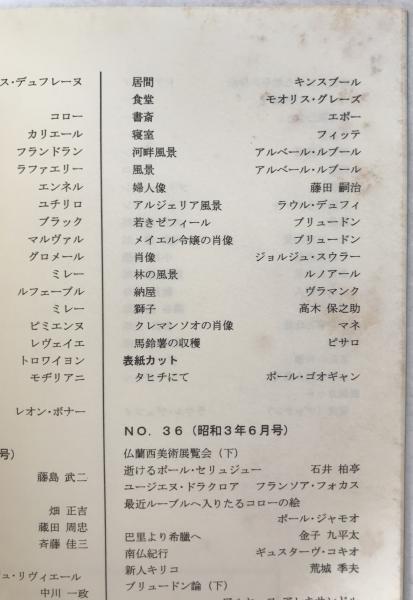 ス・デュフレーヌ
コロー
カリエール
フランドラン
ラファエリー
エンネル
ユチリロ
ブラック
マルヴァル
グロメール
ミレー
ルフェーブル
ミレー
ピミエンヌ
レヴェイエ
トロワイヨン
モヂリアニ
レオン・ボナー
号)
藤島 武二
畑 正吉
蔵田 周忠
斉藤 佳三
ュ・リヴィエール
中川 一政
居間 キンスブール
食堂 モオリス・グレーズ
書斎 エボー
寝室 フィッテ
河畔風景 アルベール・ルブール
風景 アルベール・ルブール
婦人像 藤田 嗣治
アルジェリア風景 ラウル・デュフィ
若きゼフィール プリュードン
メイエル令嬢の肖像 プリュードン
肖像 ジョルジュ・スウラー
林の風景 ルノアール
納屋 ヴラマンク
獅子 高木 保之助
クレマンソオの肖像 マネ
馬鈴薯の収穫 ピサロ
表紙カット
タヒチにて ポール・ゴオギャン
NO. 36 (昭和3年6月号)
仏蘭西美術展覧会(下)
逝けるポール・セリュジュー 石井 柏亭
ユージエンヌ・ドラクロア フランソア・フォカス
最近ルーブルへ入りたるコローの絵
ポール・ジャモオ
巴里より希臘へ 金子 九平太
南仏紀行 ギュスターヴ・コキオ
新人キリコ 荒城 季夫
プリュードン論(下)